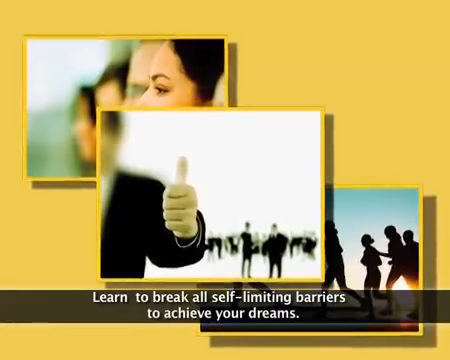 Learn  to break all self-limiting barriers
to achieve your dreams.